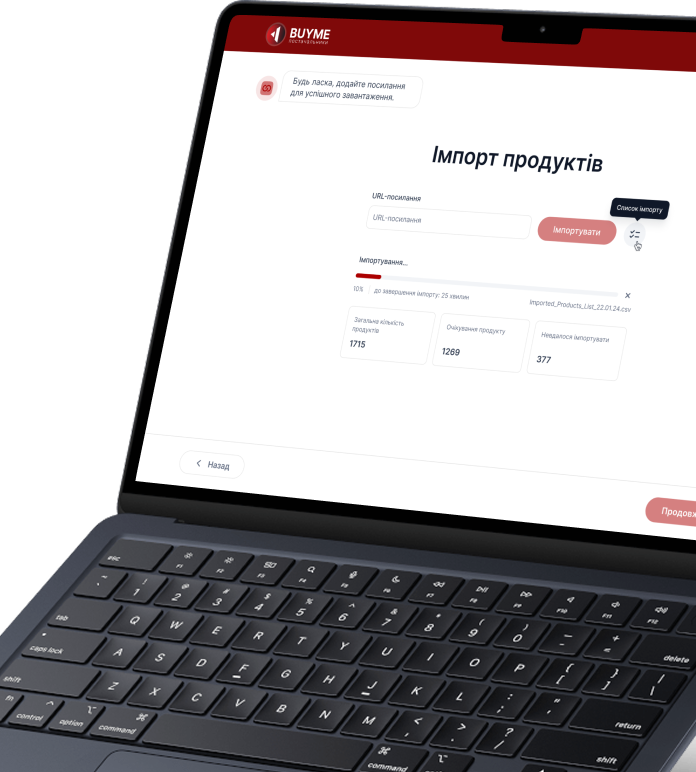 BUYME
ПОСТАЧАЛЬНИКИ
Будь ласка, додайте посилання
для успішного завантаження.
Імпорт продуктів
URL-посилання
Список імпорту
URL-посилання
Імпортувати
Імпортування...
10%
до завершення імпорту: 25 хвилин
Imported_Products_List_22.01.24.csv
Загальна кількість
продуктів
1715
Очікування продукту
1269
Невдалося імпортувати
377
Назад
Продовж
esc F1 F2 F3 F4 F5 F6 F7 F8 F9 F10 F11 F12
~ ! 1 @ 2 # 3 $ 4 % 5 ^ 6 & 7 * 8 ( 9 ) 0 — - + = delete
tab Q W E R T Y U I O P { [ } ] | \
caps lock A S D F G H J K L : ; " ' return
shift Z X C V B N M < , > . ? / shift
fn control option command command